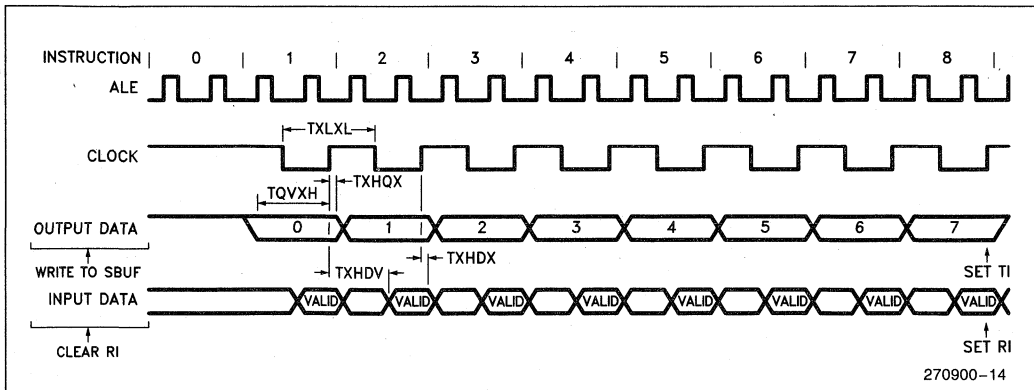 INSTRUCTION | 0 | 1 | 2 | 3 | 4 | 5 | 6 | 7 | 8 |
ALE
TXLXL
CLOCK
TXHQX
TQVXH
OUTPUT DATA 0 1 2 3 4 5 6 7
WRITE TO SBUF
TXHDV
TXHDX
SET TI
INPUT DATA VALID VALID VALID VALID VALID VALID VALID VALID
CLEAR RI
SET RI
270900-14